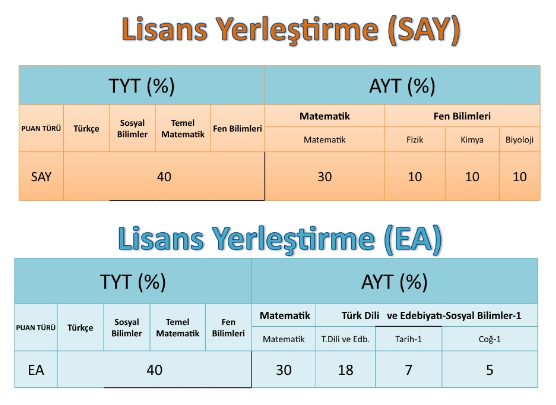 Lisans Yerleştirme (SAY)
TYT (%) AYT (%)
PUAN TÜRÜ Türkçe Sosyal Bilimler Temel Matematik Fen Bilimleri Matematik Fen Bilimleri
Matematik Fizik Kimya Biyoloji
SAY 40 30 10 10 10
Lisans Yerleştirme (EA)
TYT (%) AYT (%)
PUAN TÜRÜ Türkçe Sosyal Bilimler Temel Matematik Fen Bilimleri Matematik Türk Dili ve Edebiyatı-Sosyal Bilimler-1
Matematik T.Dili ve Edb. Tarih-1 Coğ-1
EA 40 30 18 7 5